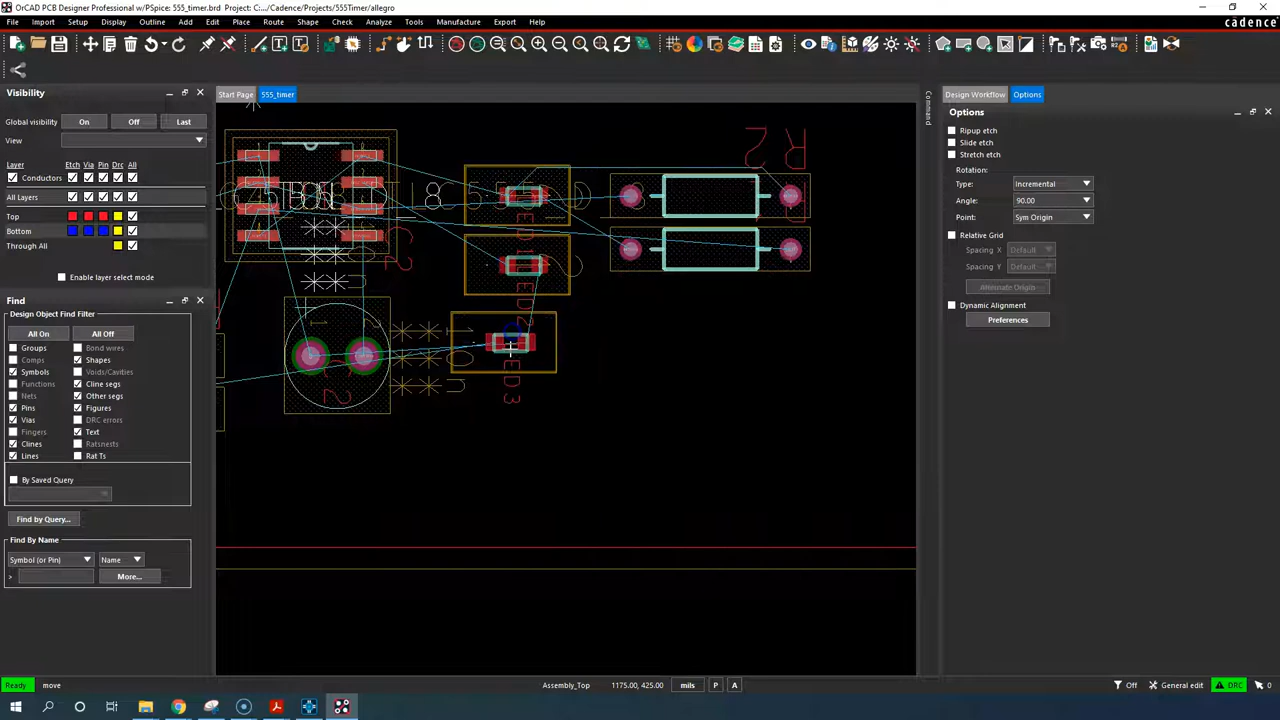 OrCAD PCB Designer Professional w/PSpice: 555_timer.brd Project: C:/.../Cadence/Projects/555Timer/allegro
File Import Setup Display Outline Edit Place Route Shape Check Analyze Tools Manufacture Export Help
cadence
Visibility
Start Page 555_timer
Command
Design Workflow Options
Global visibility On Off Last
View
Layer Etch Via Pin Drc All
Conductors
All Layers
Top
Bottom
Through All
Enable layer select mode
Find
Design Object Find Filter
All On All Off
Groups Bond wires
Comps Shapes
Symbols Voids/Cavities
Functions Cline segs
Nets Other segs
Pins Figures
Vias DRC errors
Fingers Text
Clines Ratsnests
Lines Rat Ts
By Saved Query
Find by Query...
Find By Name
Symbol (or Pin) Name
> More...
Options
Ripup etch
Slide etch
Stretch etch
Rotation:
Type: Incremental
Angle: 90.00
Point: Sym Origin
Relative Grid
Spacing X Default
Spacing Y Default
Alternate Origin
Dynamic Alignment
Preferences
LED3
Ready move Assembly_Top 1175.00, 425.00 mils P A Off General edit DRC 0